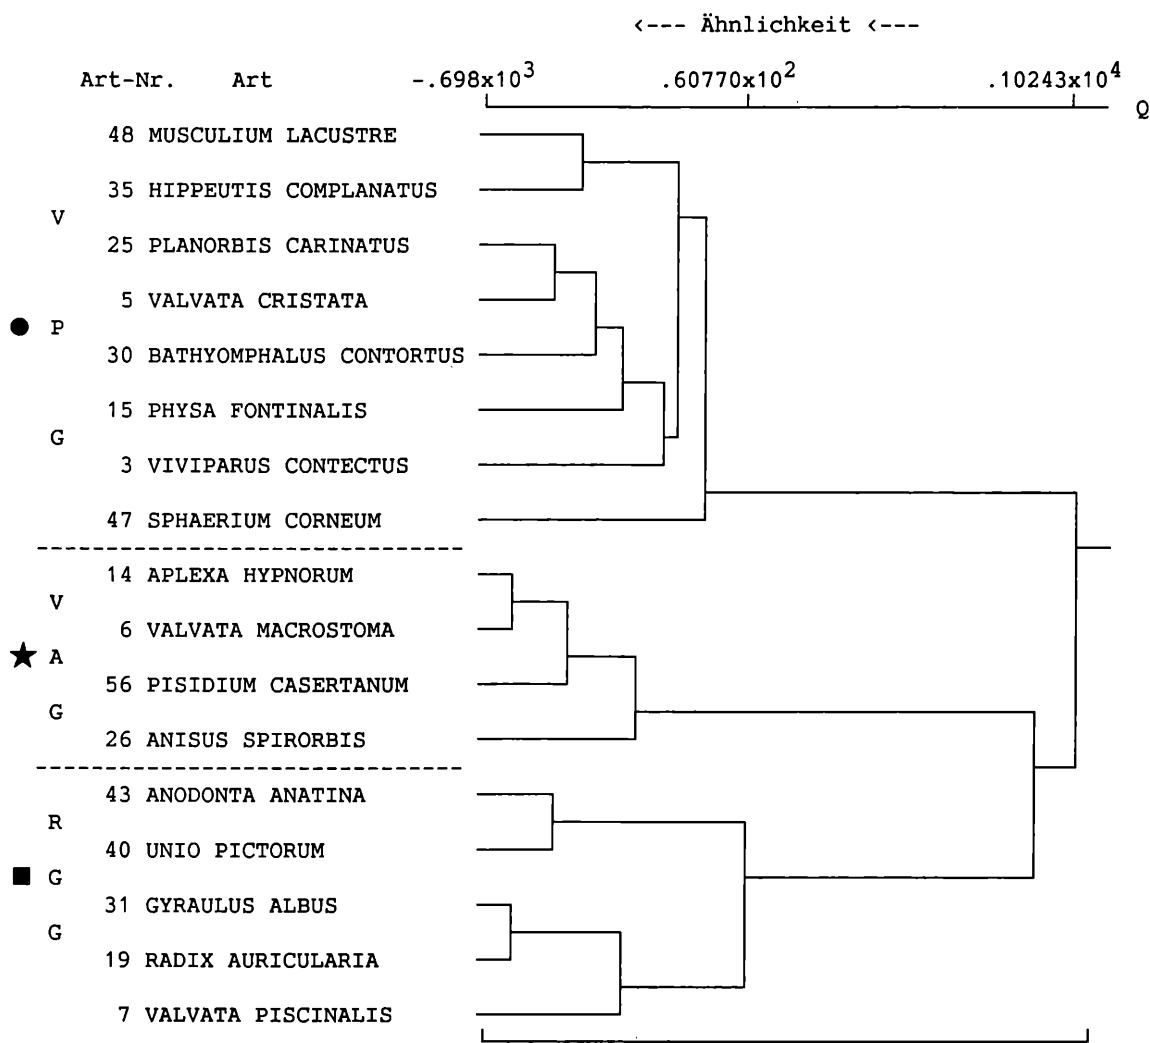 <--- Ähnlichkeit <---
Art-Nr. Art -.698x10³ .60770x10² .10243x10⁴
Q
48 MUSCULIUM LACUSTRE
35 HIPPEUTIS COMPLANATUS
V
25 PLANORBIS CARINATUS
5 VALVATA CRISTATA
P
30 BATHYOMPHALUS CONTORTUS
15 PHYSA FONTINALIS
G
3 VIVIPARUS CONTECTUS
47 SPHAERIUM CORNEUM
14 APLEXA HYPNORUM
V
6 VALVATA MACROSTOMA
A
56 PISIDIUM CASERTANUM
G
26 ANISUS SPIRORBIS
43 ANODONTA ANATINA
R
40 UNIO PICTORUM
G
31 GYRAULUS ALBUS
G
19 RADIX AURICULARIA
7 VALVATA PISCINALIS